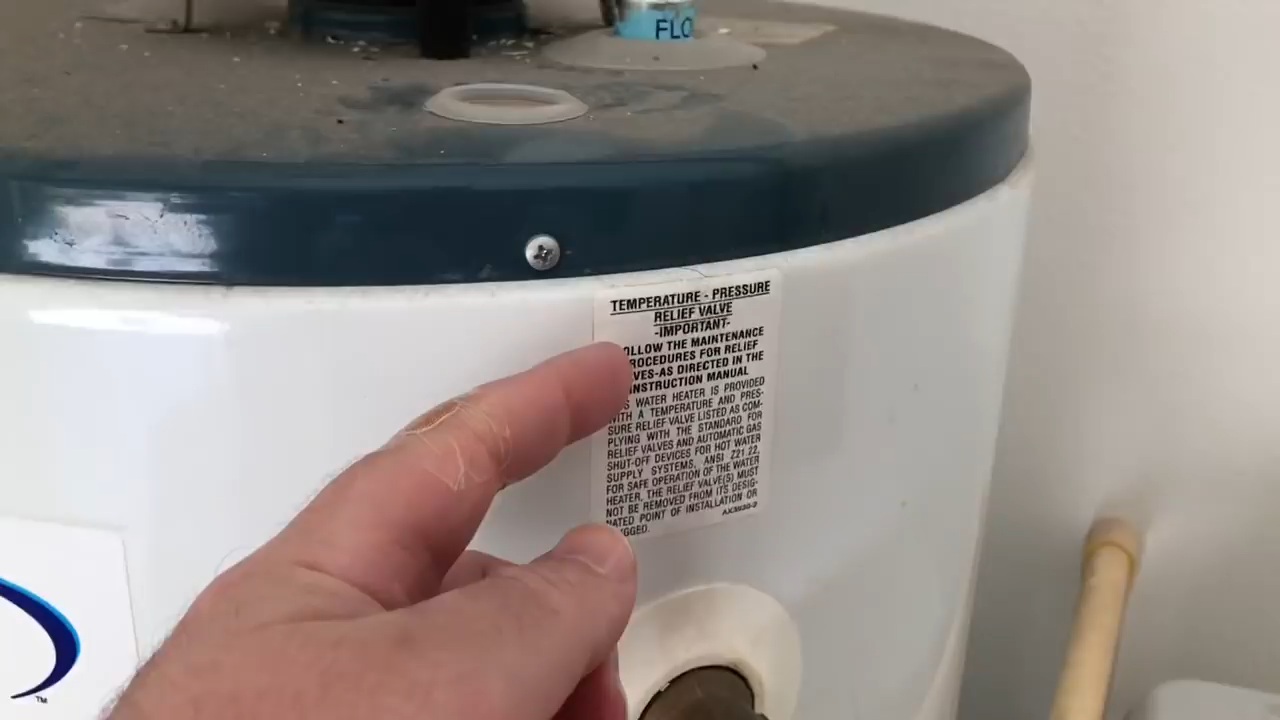 FLO
TEMPERATURE - PRESSURE
RELIEF VALVE
-IMPORTANT-
OLLOW THE MAINTENANCE
ROCEDURES FOR RELIEF
VES-AS DIRECTED IN THE
INSTRUCTION MANUAL
S WATER HEATER IS PROVIDED
WITH A TEMPERATURE AND PRES-
SURE RELIEF VALVE LISTED AS COM-
PLYING WITH THE STANDARD FOR
RELIEF VALVES AND AUTOMATIC GAS
SHUT-OFF DEVICES FOR HOT WATER
SUPPLY SYSTEMS, ANSI Z21.22,
FOR SAFE OPERATION OF THE WATER
HEATER. THE RELIEF VALVE(S) MUST
NOT BE REMOVED FROM ITS DESIG-
NATED POINT OF INSTALLATION OR
GGED.
TM